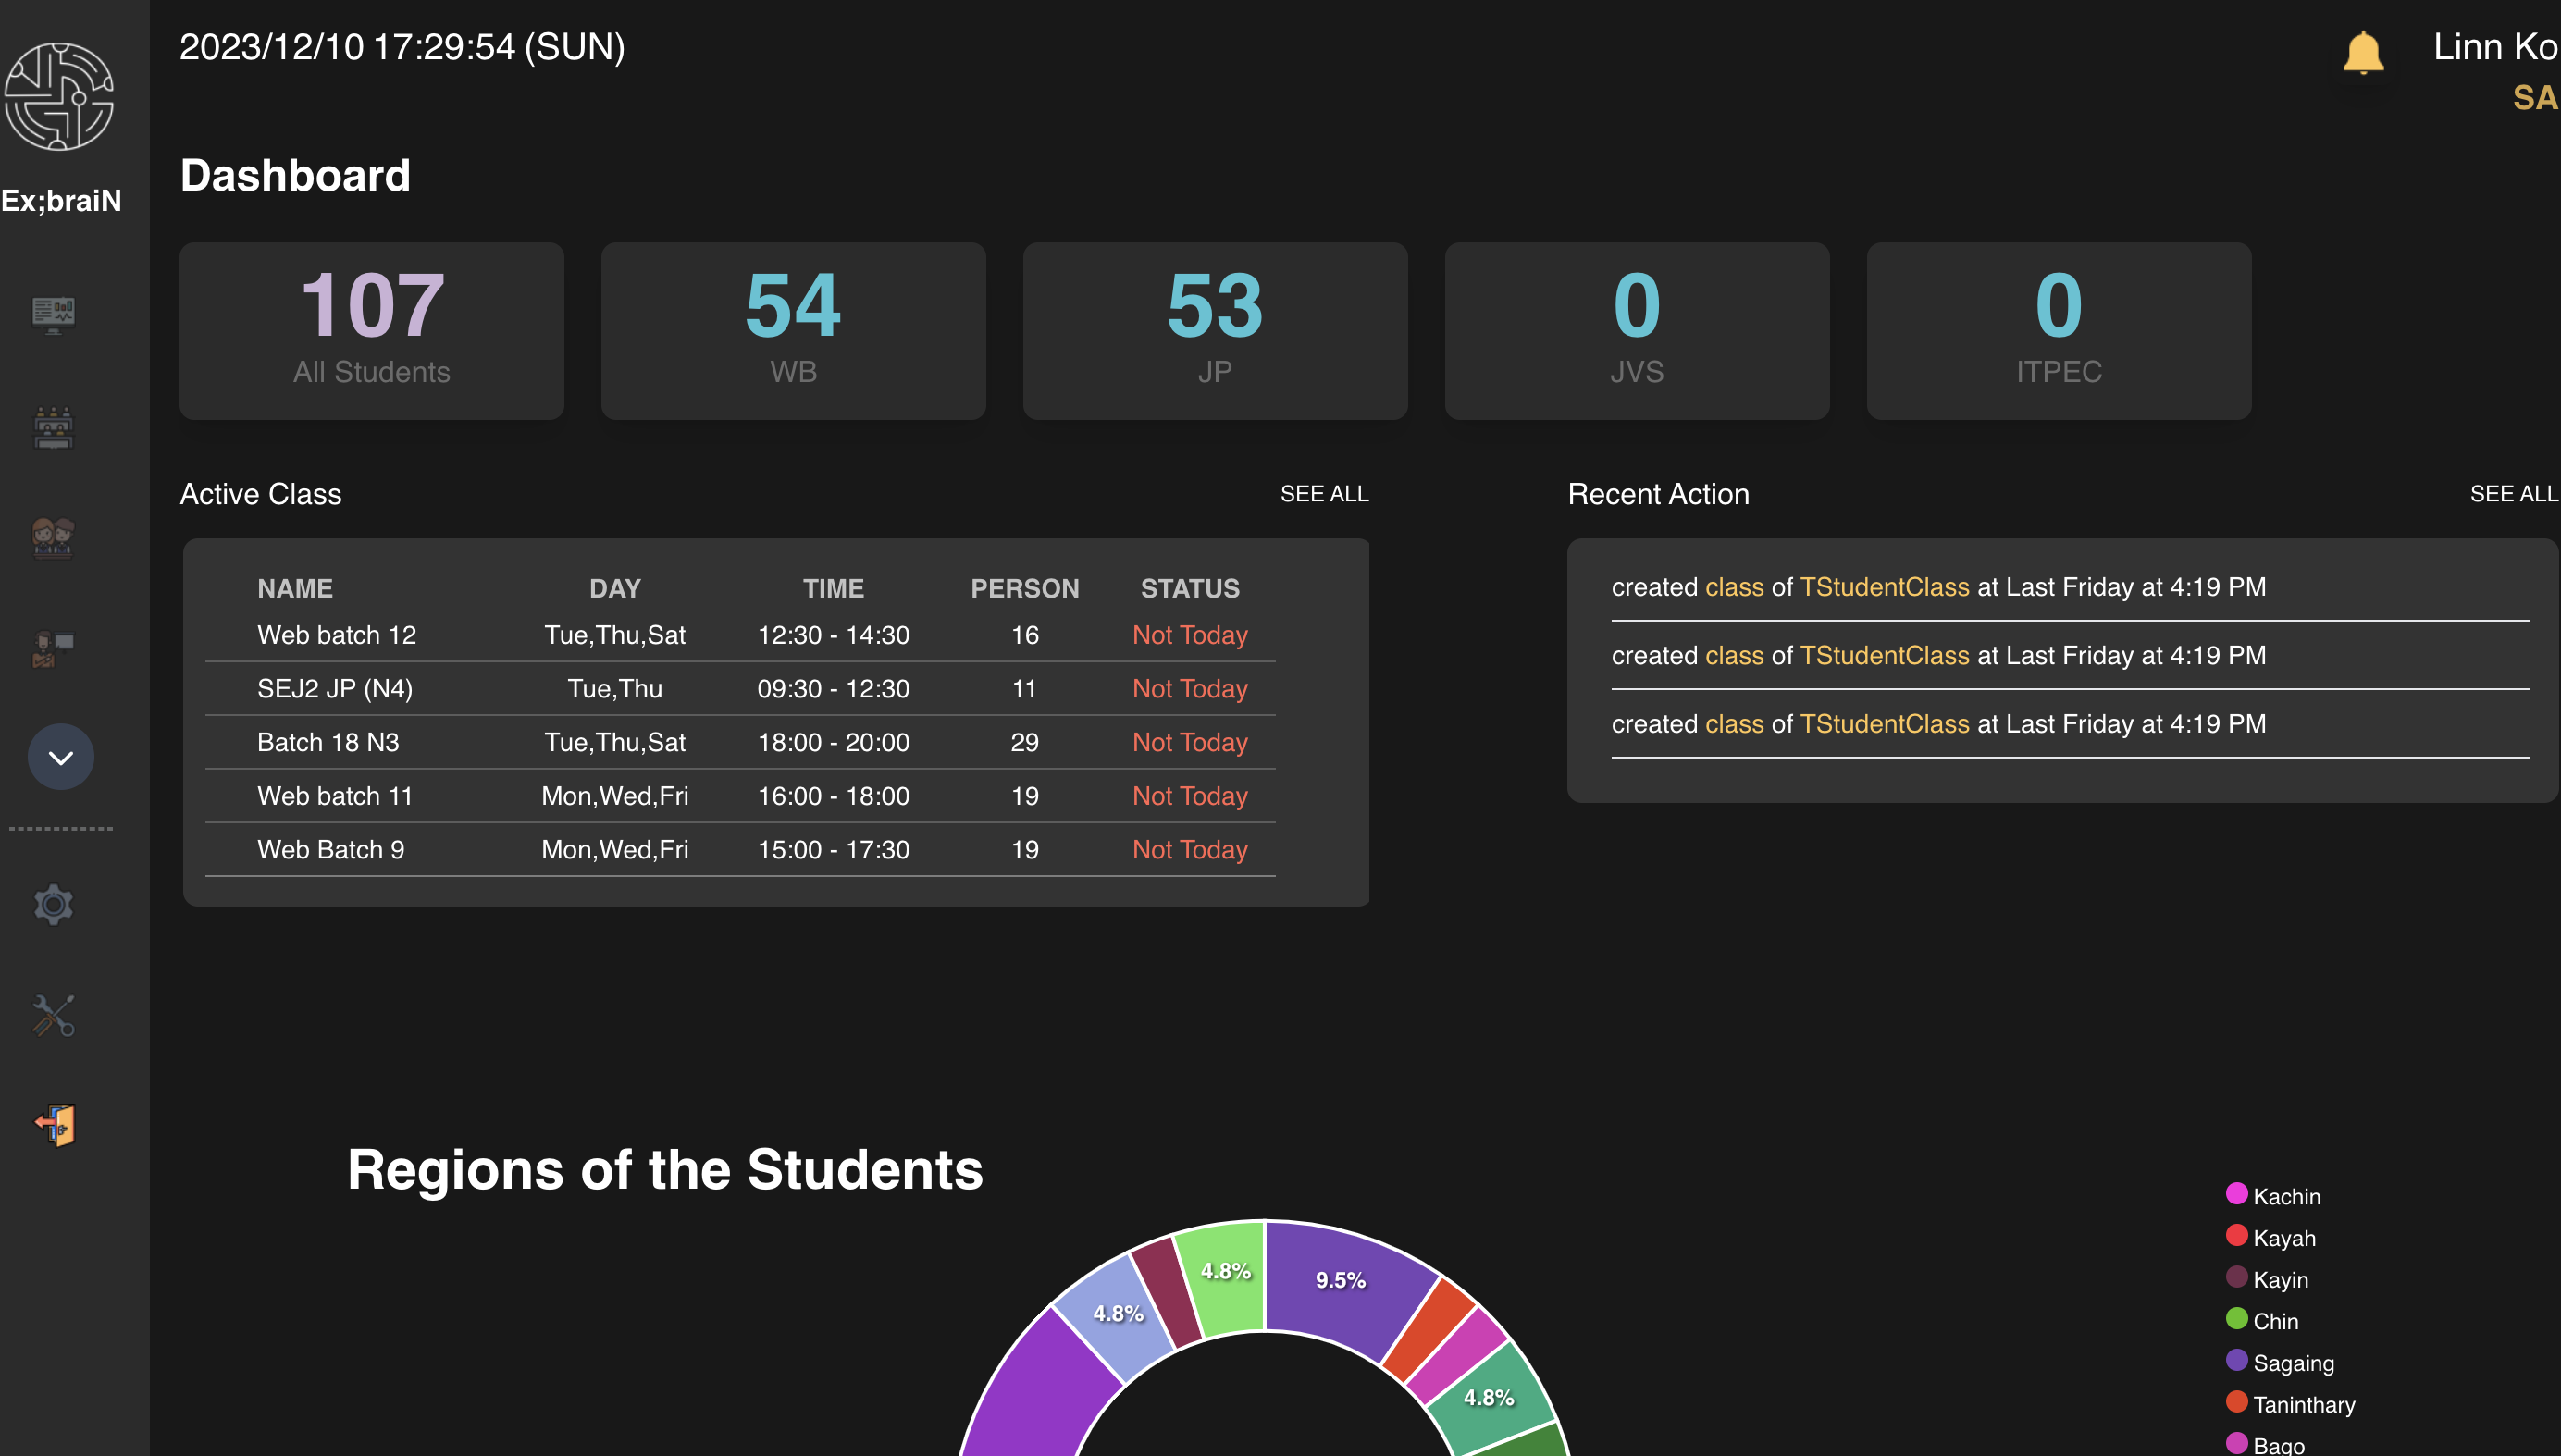 2023/12/10 17:29:54 (SUN)
Linn Ko
SA
Ex;braiN
Dashboard
107
All Students
54
WB
53
JP
0
JVS
0
ITPEC
Active Class
SEE ALL
NAME DAY TIME PERSON STATUS
Web batch 12 Tue,Thu,Sat 12:30 - 14:30 16 Not Today
SEJ2 JP (N4) Tue,Thu 09:30 - 12:30 11 Not Today
Batch 18 N3 Tue,Thu,Sat 18:00 - 20:00 29 Not Today
Web batch 11 Mon,Wed,Fri 16:00 - 18:00 19 Not Today
Web Batch 9 Mon,Wed,Fri 15:00 - 17:30 19 Not Today
Recent Action
SEE ALL
created class of TStudentClass at Last Friday at 4:19 PM
created class of TStudentClass at Last Friday at 4:19 PM
created class of TStudentClass at Last Friday at 4:19 PM
Regions of the Students
4.8%
4.8%
9.5%
4.8%
Kachin
Kayah
Kayin
Chin
Sagaing
Taninthary
Bago